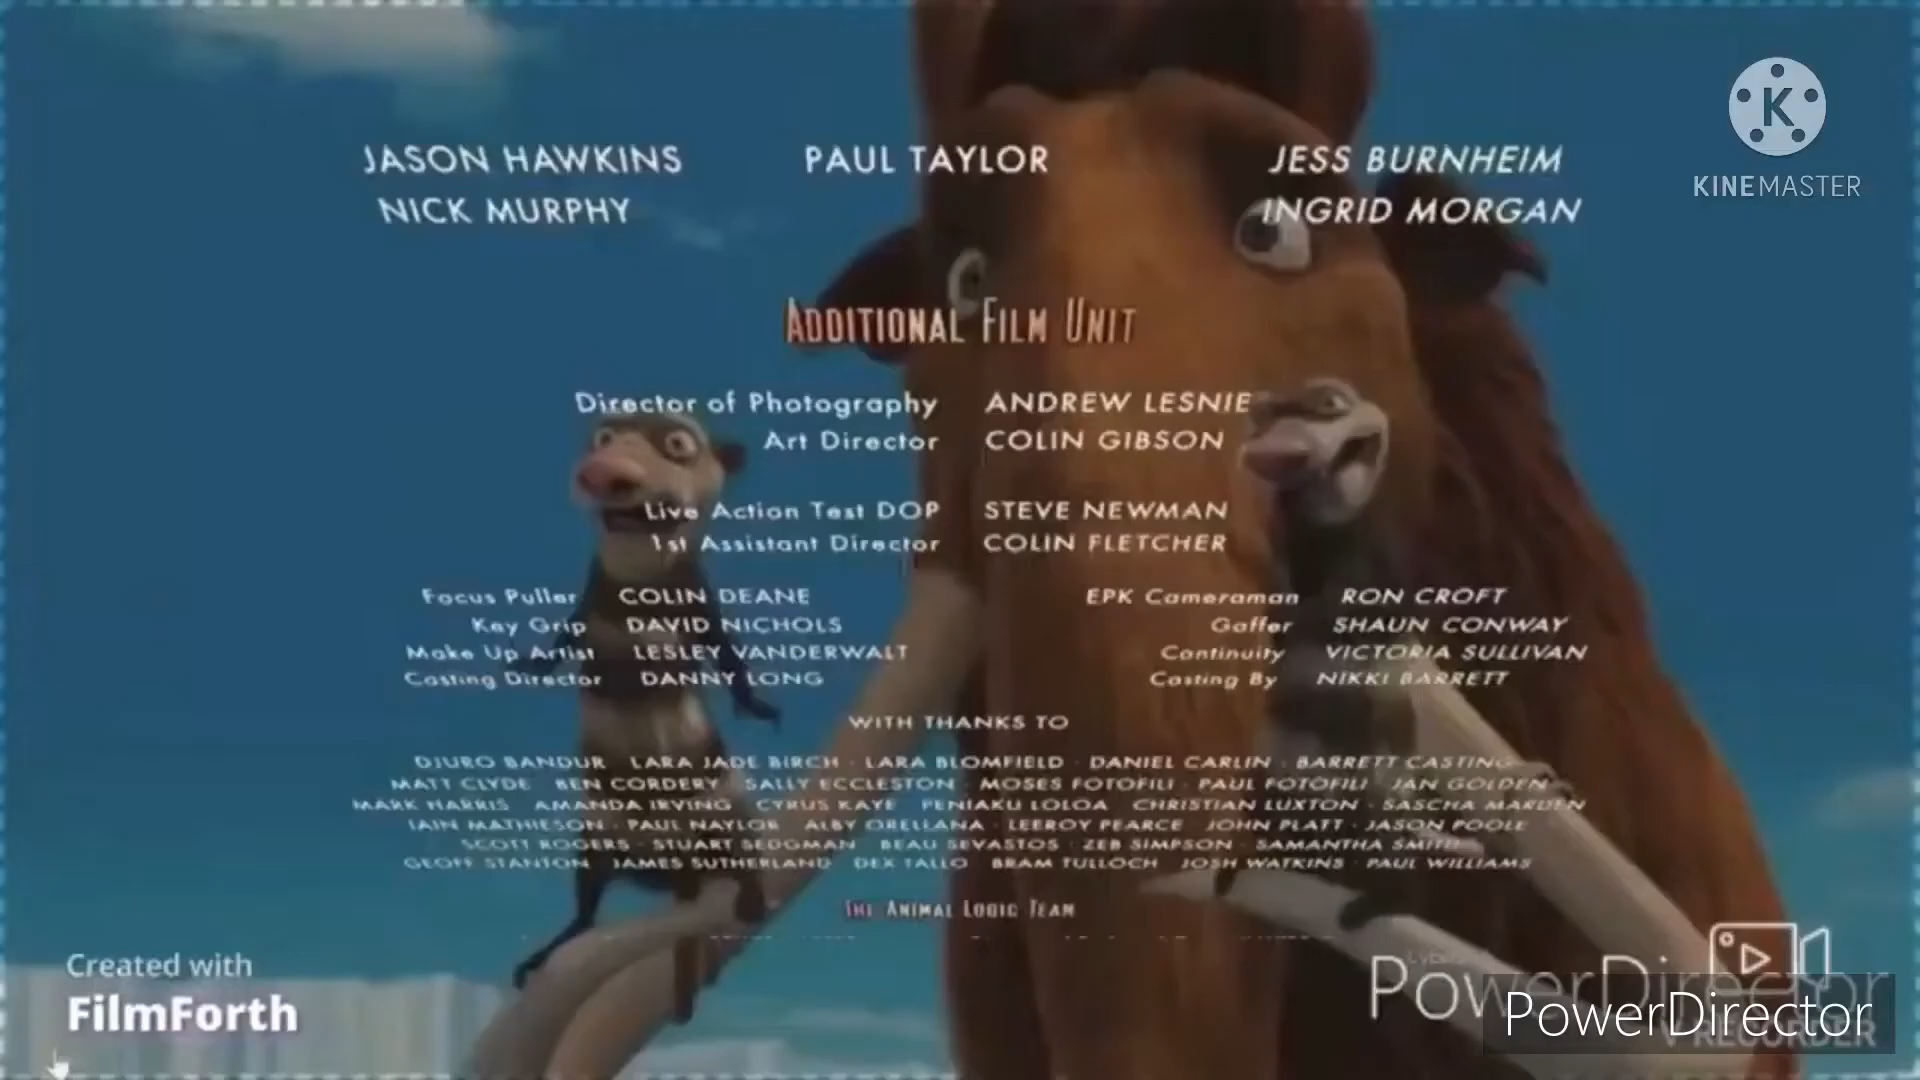 JASON HAWKINS PAUL TAYLOR JESS BURNHEIM
NICK MURPHY INGRID MORGAN
KINEMASTER
ADDITIONAL FILM UNIT
Director of Photography ANDREW LESNIE
Art Director COLIN GIBSON
Live Action Test DOP STEVE NEWMAN
1st Assistant Director COLIN FLETCHER
Focus Puller COLIN DEANE EPK Cameraman RON CROFT
Key Grip DAVID NICHOLS Gaffer SHAUN CONWAY
Make Up Artist LESLEY VANDERWALT Continuity VICTORIA SULLIVAN
Casting Director DANNY LONG Casting By NIKKI BARRETT
WITH THANKS TO
DJURO BANDUR LARA JADE BIRCH · LARA BLOMFIELD · DANIEL CARLIN · BARRETT CASTING
MATT CLYDE BEN CORDERY SALLY ECCLESTON · MOSES FOTOFILI · PAUL FOTOFILI JAN GOLDEN
MARK HARRIS AMANDA IRVING CYRUS KAYE PENIAKU LOLOA CHRISTIAN LUXTON · SASCHA MARDEN
IAIN MATHIESON · PAUL NAYLOR ALBY ORELLANA · LEEROY PEARCE JOHN PLATT · JASON POOLE
SCOTT ROGERS · STUART SEDGMAN BEAU SEVASTOS · ZEB SIMPSON · SAMANTHA SMITH
GEOFF STANTON JAMES SUTHERLAND DEX TALLO BRAM TULLOCH JOSH WATKINS · PAUL WILLIAMS
THE ANIMAL LOGIC TEAM
Created with
FilmForth
PowerDirector
PowerDirector
RECORDER